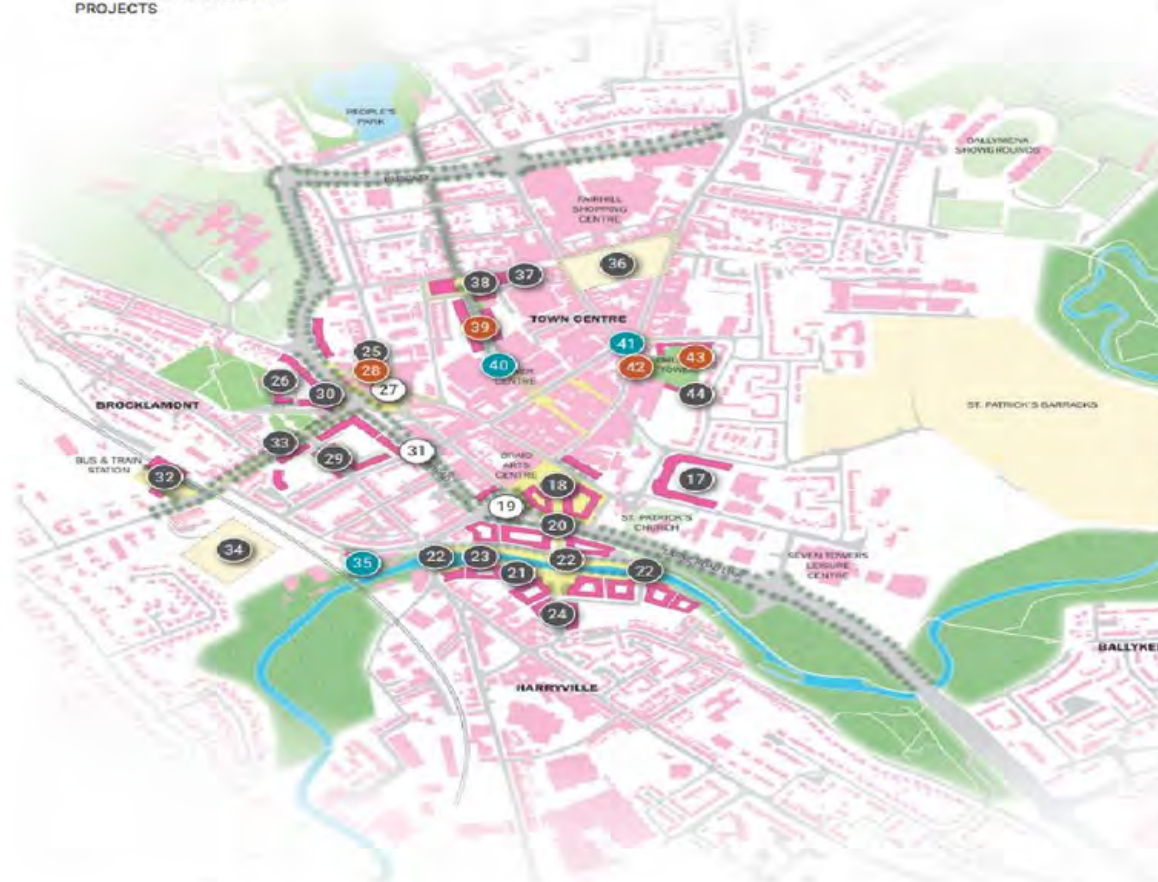 PROJECTS
PEOPLE'S
PARK
BALLYMENA
SHOWGROUNDS
FAIRHILL
SHOPPING
CENTRE
36
37
38
TOWN CENTRE
39
41
40
42
43
CENTRE
44
25
28
27
26
30
BROCKLAMONT
ST. PATRICK'S BARRACKS
33
31
29
BUS & TRAIN
STATION
32
BRAID
ARTS
CENTRE
18
17
19
20
ST. PATRICK'S
CHURCH
34
35
22
23
22
21
22
SEVEN TOWERS
LEISURE
CENTRE
24
HARRYVILLE
BALLYKE